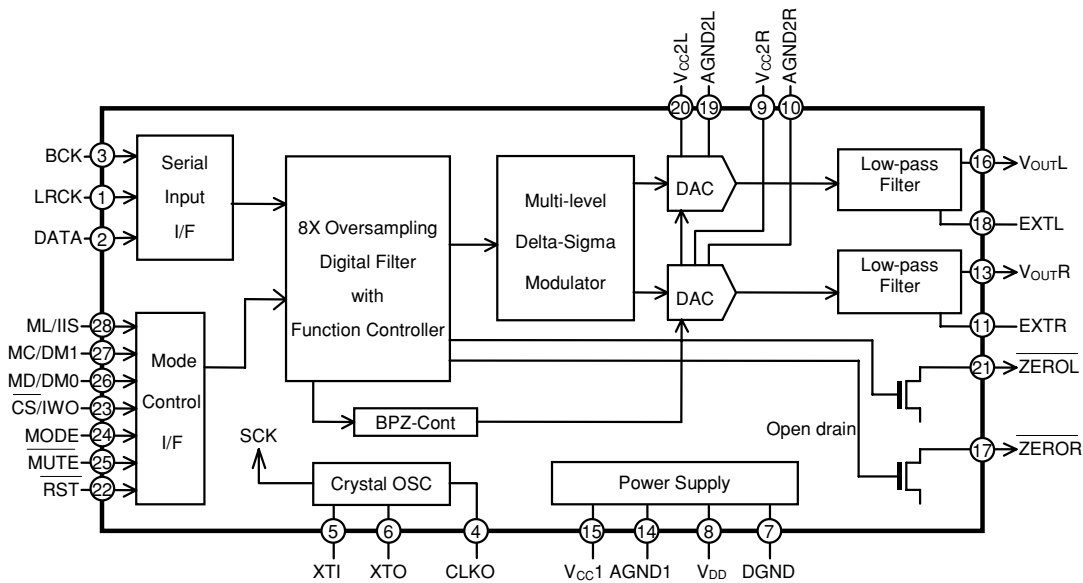 VCC2L
AGND2L
VCC2R
AGND2R
20
19
9
10
BCK
3
LRCK
1
DATA
2
Serial
Input
I/F
8X Oversampling
Digital Filter
with
Function Controller
Multi-level
Delta-Sigma
Modulator
DAC
DAC
Low-pass
Filter
16
VOUTL
18
EXTL
Low-pass
Filter
13
VOUTR
11
EXTR
ML/IIS
28
MC/DM1
27
MD/DM0
26
CS/IWO
23
MODE
24
MUTE
25
RST
22
Mode
Control
I/F
BPZ-Cont
21
ZEROL
Open drain
17
ZEROR
SCK
Crystal OSC
Power Supply
5
6
4
15
14
8
7
XTI
XTO
CLKO
VCC1
AGND1
VDD
DGND